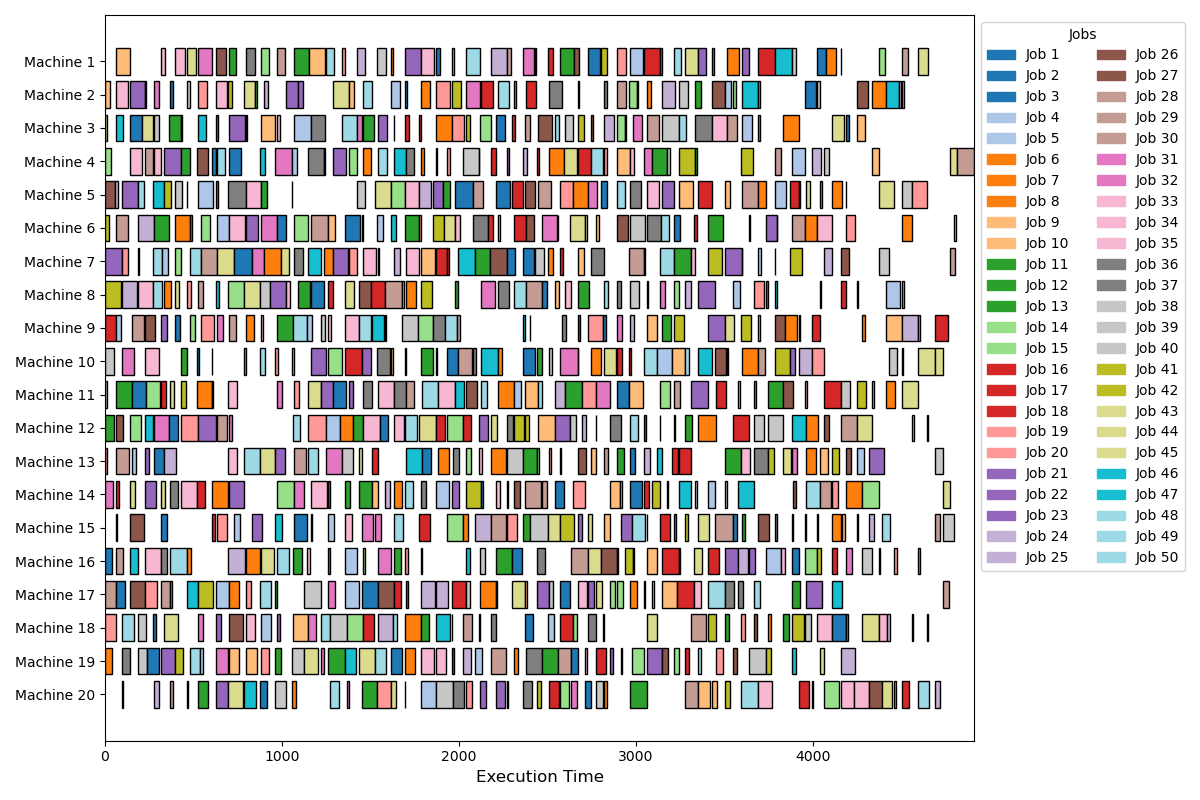 Machine 1
Machine 2
Machine 3
Machine 4
Machine 5
Machine 6
Machine 7
Machine 8
Machine 9
Machine 10
Machine 11
Machine 12
Machine 13
Machine 14
Machine 15
Machine 16
Machine 17
Machine 18
Machine 19
Machine 20
0 1000 2000 3000 4000
Execution Time
Jobs
Job 1
Job 2
Job 3
Job 4
Job 5
Job 6
Job 7
Job 8
Job 9
Job 10
Job 11
Job 12
Job 13
Job 14
Job 15
Job 16
Job 17
Job 18
Job 19
Job 20
Job 21
Job 22
Job 23
Job 24
Job 25
Job 26
Job 27
Job 28
Job 29
Job 30
Job 31
Job 32
Job 33
Job 34
Job 35
Job 36
Job 37
Job 38
Job 39
Job 40
Job 41
Job 42
Job 43
Job 44
Job 45
Job 46
Job 47
Job 48
Job 49
Job 50